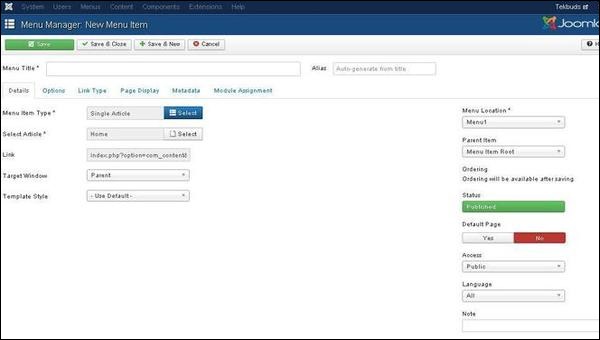 System Users Menus Content Components Extensions Help Tekbuds
Menu Manager: New Menu Item
Save Save & Close Save & New Cancel
Menu Title * Alias Auto-generate from title
Details Options Link Type Page Display Metadata Module Assignment
Menu Item Type * Single Article Select
Select Article * Home Select
Link index.php?option=com_content&
Target Window Parent
Template Style - Use Default -
Menu Location *
Menu1
Parent Item
Menu Item Root
Ordering
Ordering will be available after saving
Status
Published
Default Page
Yes No
Access
Public
Language
All
Note